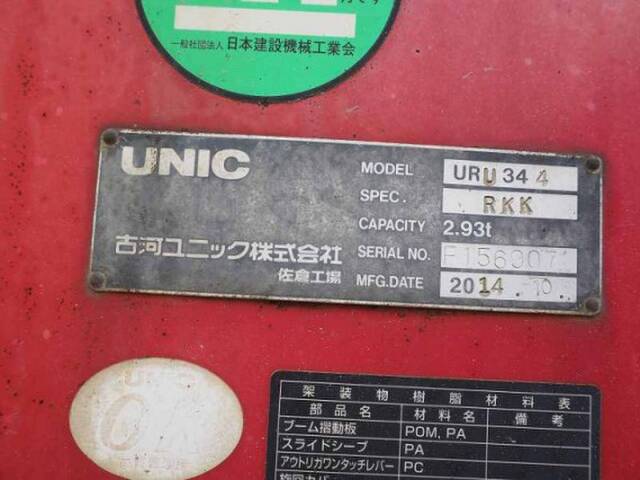 月です
一般社団法人 日本建設機械工業会
UNIC
MODEL URU344
SPEC. RKK
CAPACITY 2.93t
古河ユニック株式会社
SERIAL NO.
佐倉工場
MFG.DATE 2014 10
架装物樹脂材料表
部品名 材料名 備考
ブーム摺動板 POM, PA
スライドシーブ PA
アウトリガワンタッチレバー PC